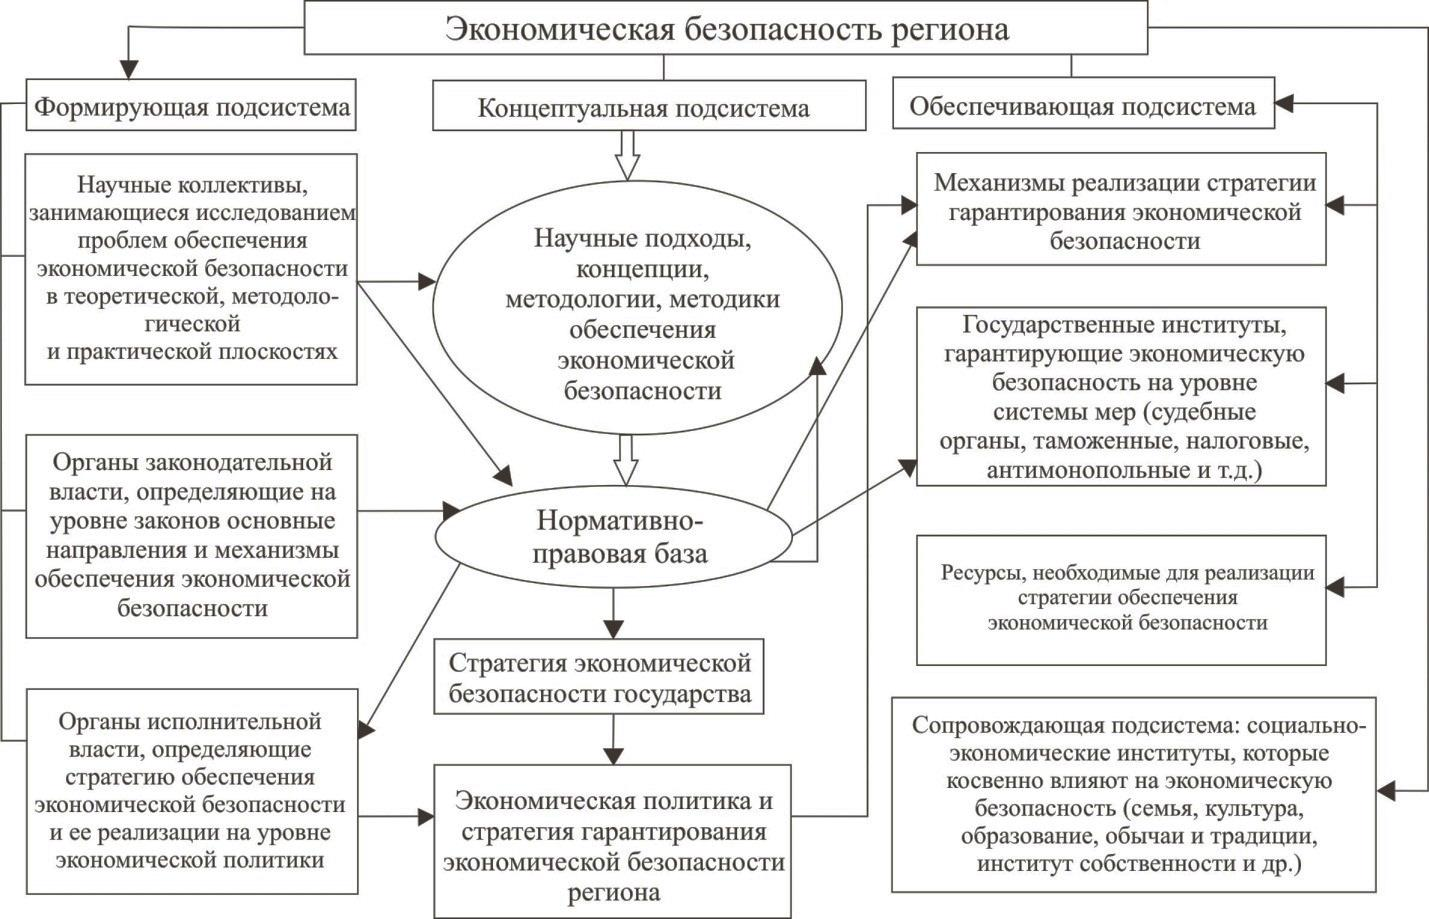 Экономическая безопасность региона
Формирующая подсистема
Концептуальная подсистема
Обеспечивающая подсистема
Научные коллективы,
занимающиеся исследованием
проблем обеспечения
экономической безопасности
в теоретической, методоло-
гической
и практической плоскостях
Органы законодательной
власти, определяющие на
уровне законов основные
направления и механизмы
обеспечения экономической
безопасности
Органы исполнительной
власти, определяющие
стратегию обеспечения
экономической безопасности
и ее реализации на уровне
экономической политики
Научные подходы,
концепции,
методологии, методики
обеспечения
экономической
безопасности
Нормативно-
правовая база
Стратегия экономической
безопасности государства
Экономическая политика и
стратегия гарантирования
экономической безопасности
региона
Механизмы реализации стратегии
гарантирования экономической
безопасности
Государственные институты,
гарантирующие экономическую
безопасность на уровне
системы мер (судебные
органы, таможенные, налоговые,
антимонопольные и т.д.)
Ресурсы, необходимые для реализации
стратегии обеспечения
экономической безопасности
Сопровождающая подсистема: социально-
экономические институты, которые
косвенно влияют на экономическую
безопасность (семья, культура,
образование, обычаи и традиции,
институт собственности и др.)